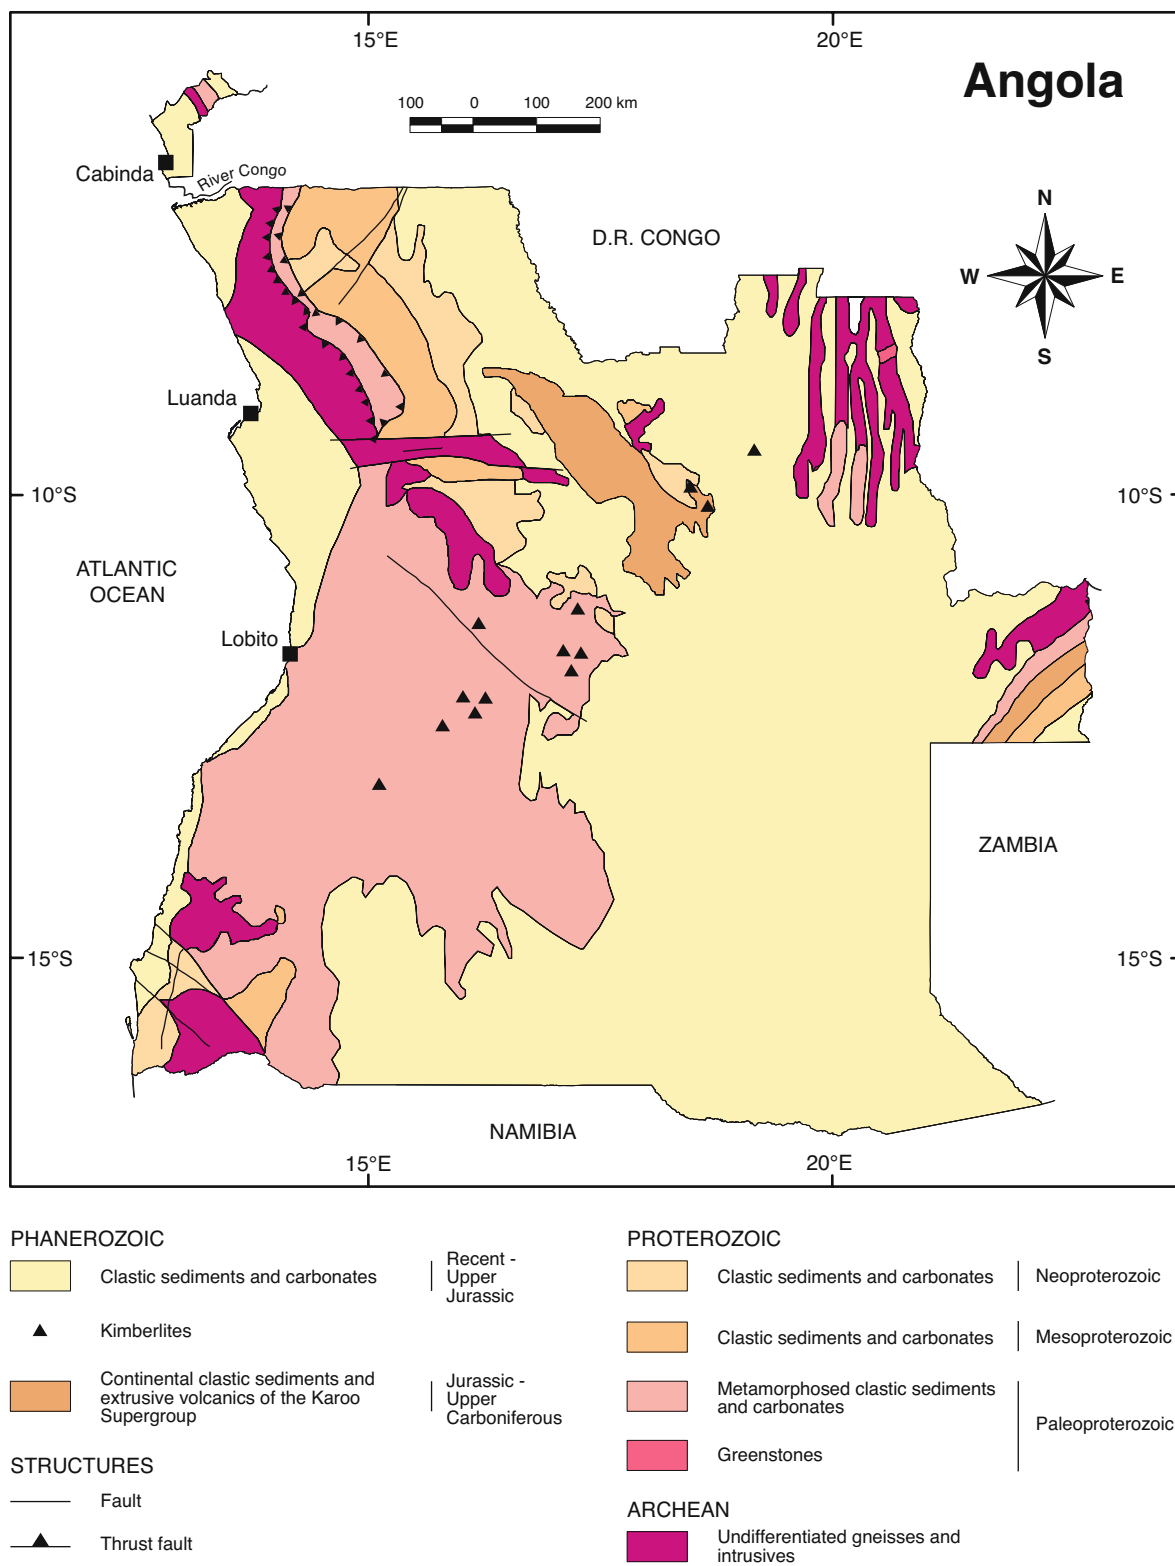 15°E
20°E
Angola
100 0 100 200 km
Cabinda
River Congo
N
D.R. CONGO
W
E
S
Luanda
10°S
10°S
ATLANTIC
OCEAN
Lobito
ZAMBIA
15°S
15°S
NAMIBIA
15°E
20°E
PHANEROZOIC
Clastic sediments and carbonates
Recent -
Upper
Jurassic
Kimberlites
Continental clastic sediments and
extrusive volcanics of the Karoo
Supergroup
Jurassic -
Upper
Carboniferous
STRUCTURES
Fault
Thrust fault
PROTEROZOIC
Clastic sediments and carbonates
Neoproterozoic
Clastic sediments and carbonates
Mesoproterozoic
Metamorphosed clastic sediments
and carbonates
Paleoproterozoic
Greenstones
ARCHEAN
Undifferentiated gneisses and
intrusives